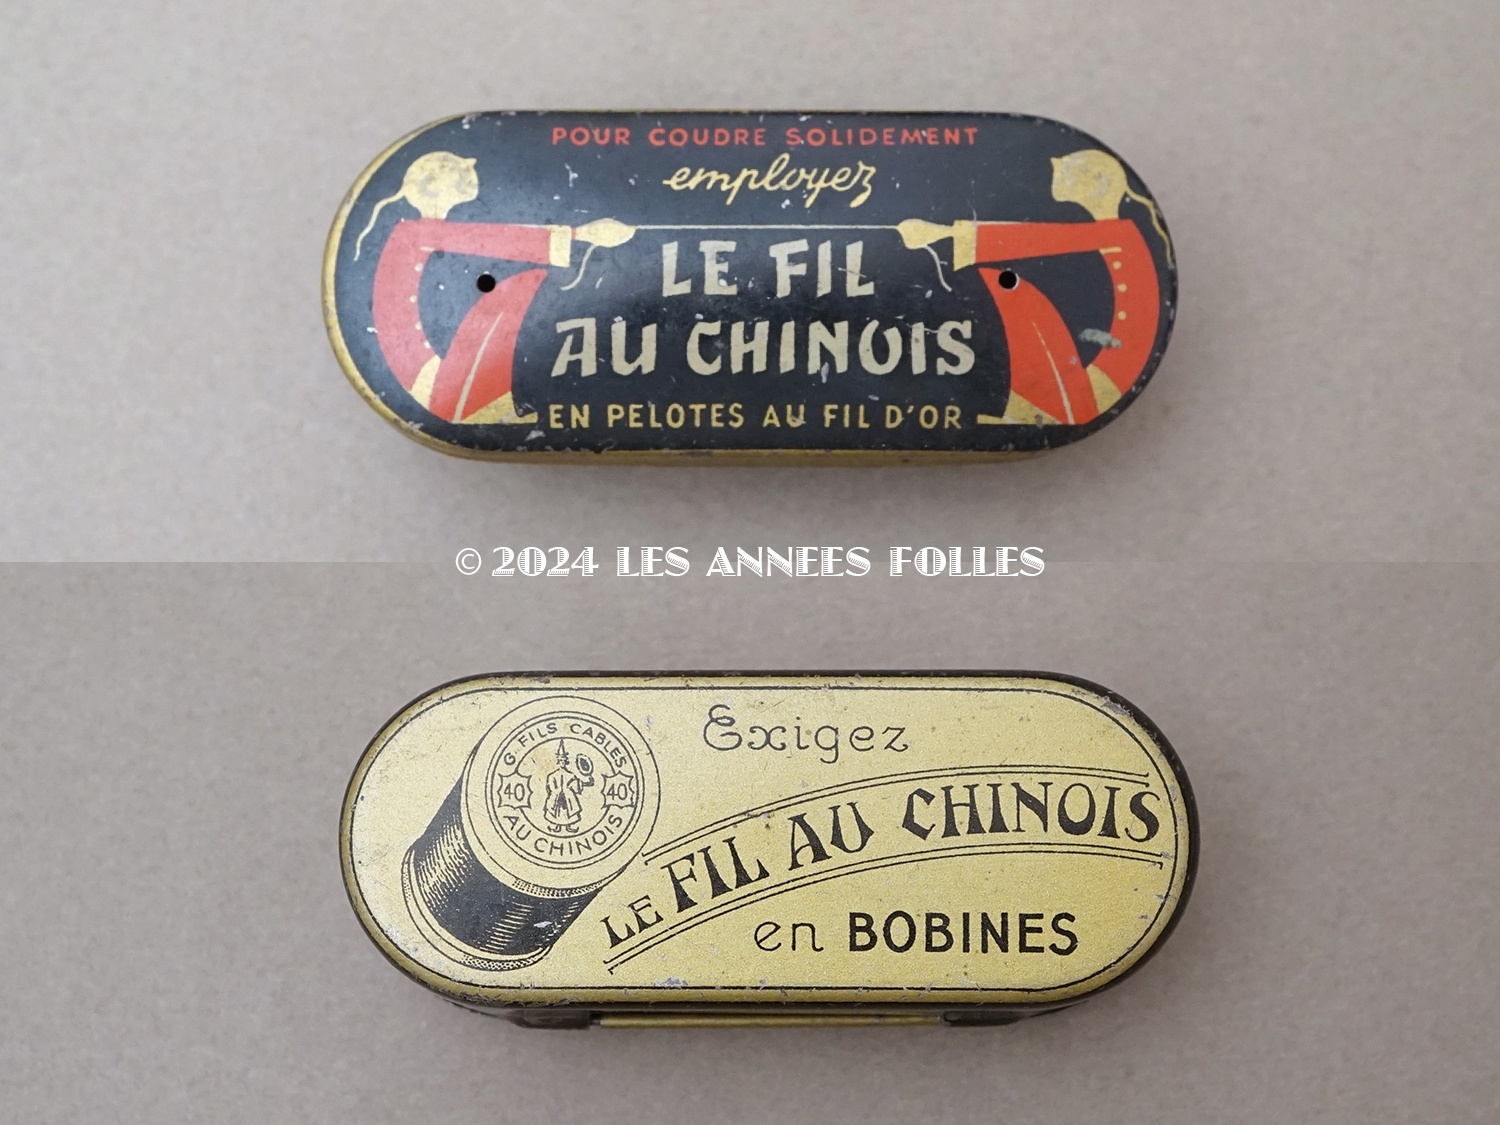 POUR COUDRE SOLIDEMENT
employez
LE FIL
AU CHINOIS
EN PELOTES AU FIL D'OR
© 2024 LES ANNEES FOLLES
G. FILS CABLES
40 40
AU CHINOIS
Exigez
LE FIL AU CHINOIS
en BOBINES